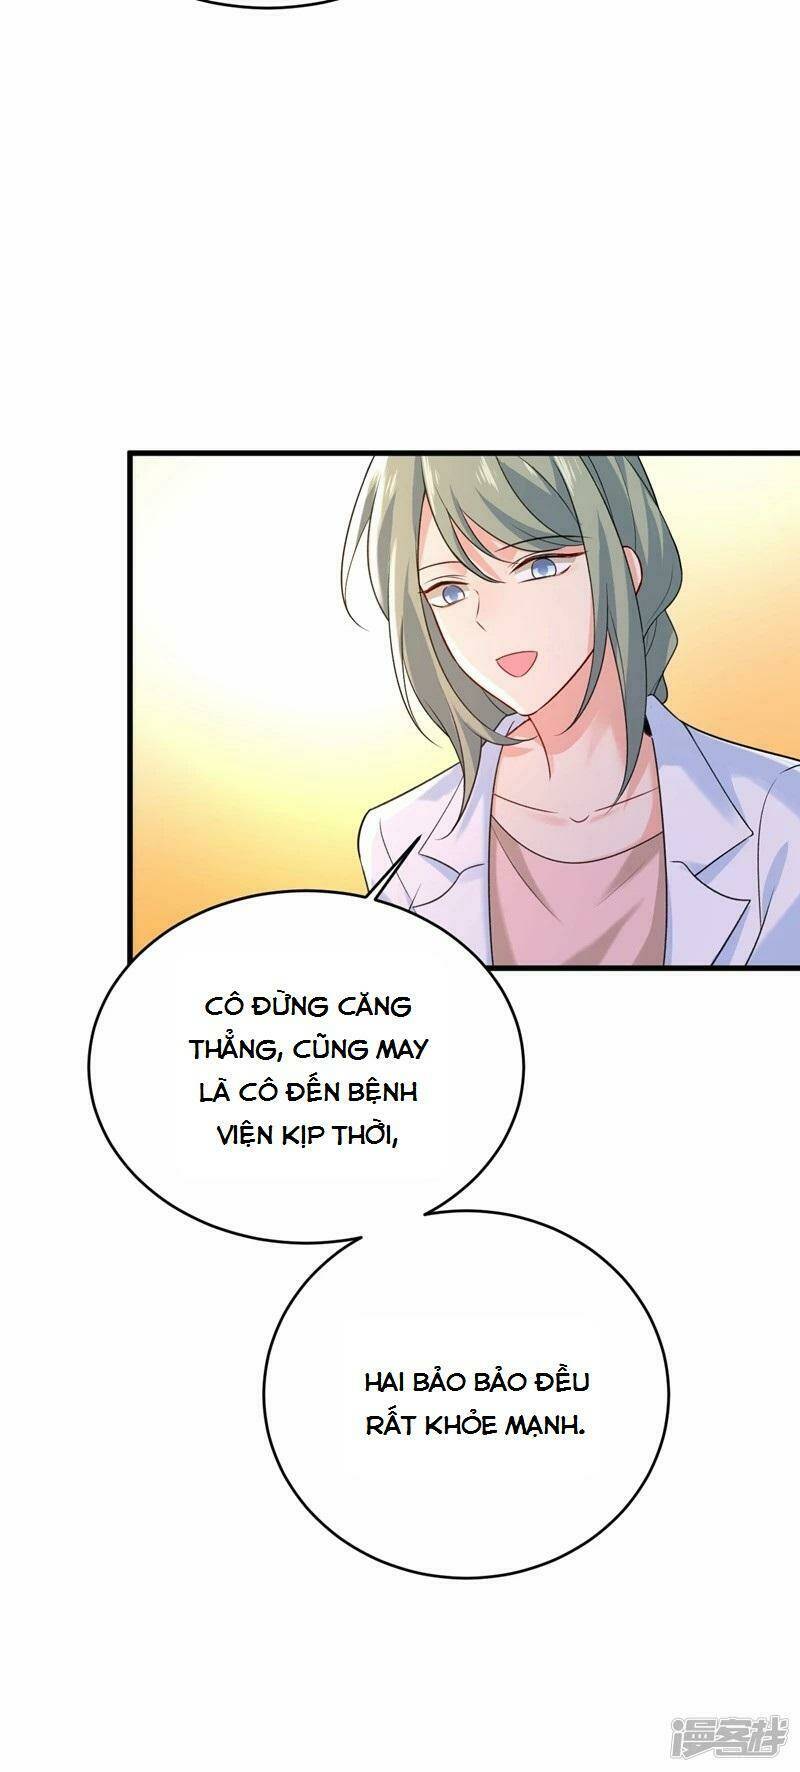 CÔ ĐỪNG CĂNG
THẲNG, CŨNG MAY
LÀ CÔ ĐẾN BỆNH
VIỆN KỊP THỜI,
HAI BẢO BẢO ĐỀU
RẤT KHỎE MẠNH.
漫客栈